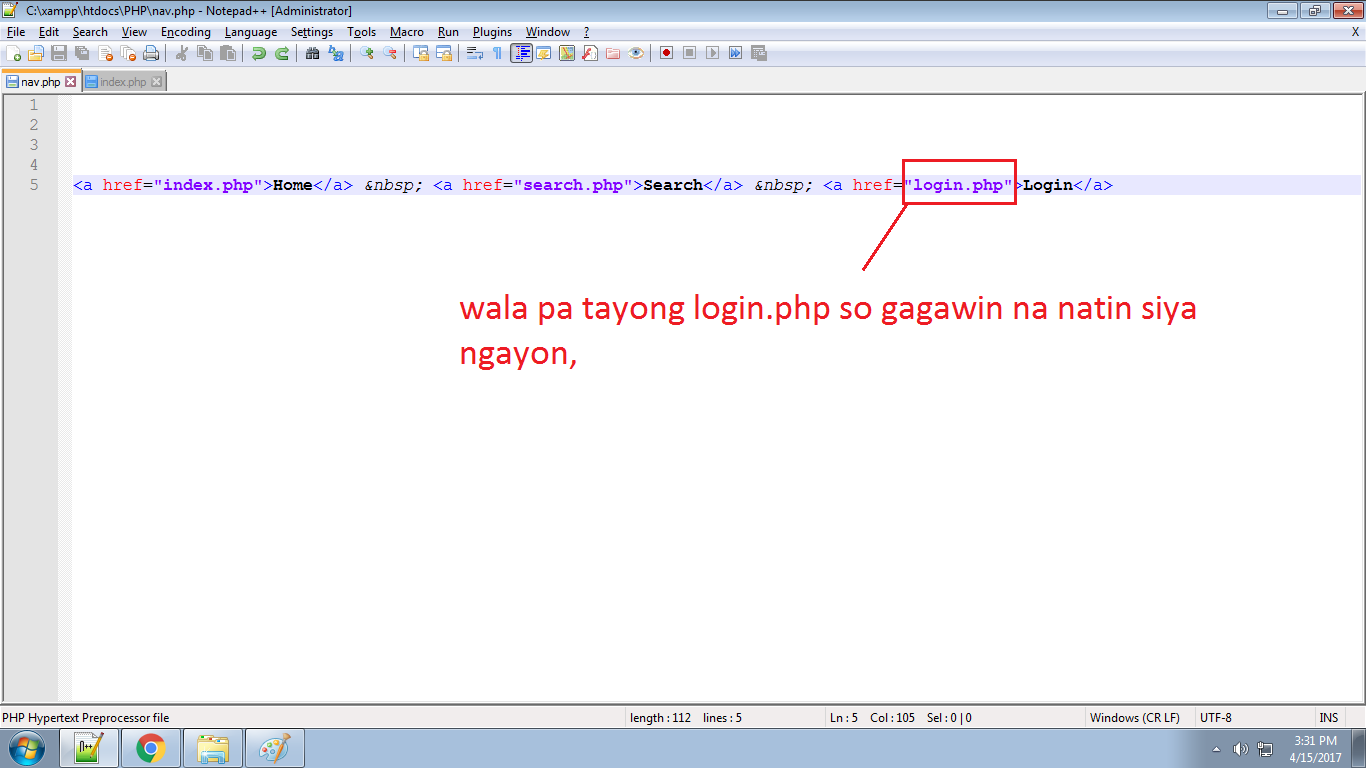 C:\xampp\htdocs\PHP\nav.php - Notepad++ [Administrator]
File Edit Search View Encoding Language Settings Tools Macro Run Plugins Window ? X
nav.php index.php
1
2
3
4
5 <a href="index.php">Home</a> &nbsp; <a href="search.php">Search</a> &nbsp; <a href="login.php">Login</a>
wala pa tayong login.php so gagawin na natin siya
ngayon,
PHP Hypertext Preprocessor file length : 112 lines : 5 Ln : 5 Col : 105 Sel : 0 | 0 Windows (CR LF) UTF-8 INS
3:31 PM
4/15/2017